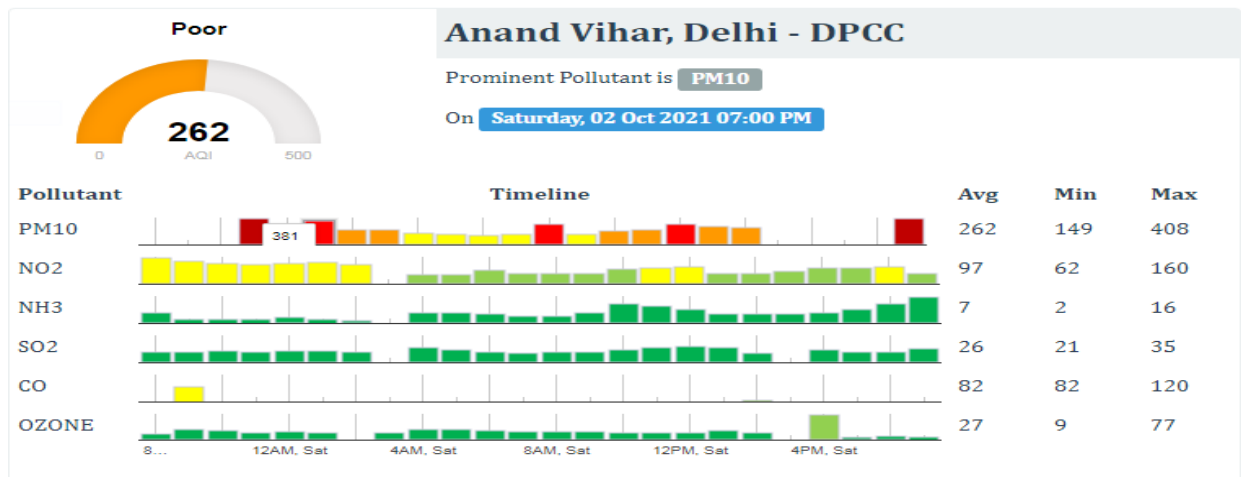 Poor
262
0 AQI 500
Anand Vihar, Delhi - DPCC
Prominent Pollutant is PM10
On Saturday, 02 Oct 2021 07:00 PM
Pollutant Timeline Avg Min Max
PM10 381 262 149 408
NO2 97 62 160
NH3 7 2 16
SO2 26 21 35
CO 82 82 120
OZONE 27 9 77
8... 12AM, Sat 4AM, Sat 8AM, Sat 12PM, Sat 4PM, Sat